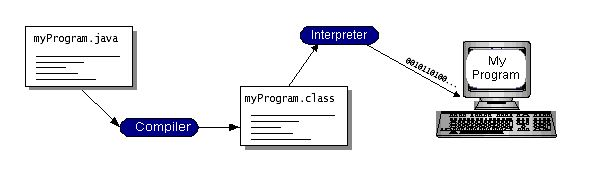 myProgram.java
Compiler
myProgram.class
Interpreter
0010110100...
My
Program